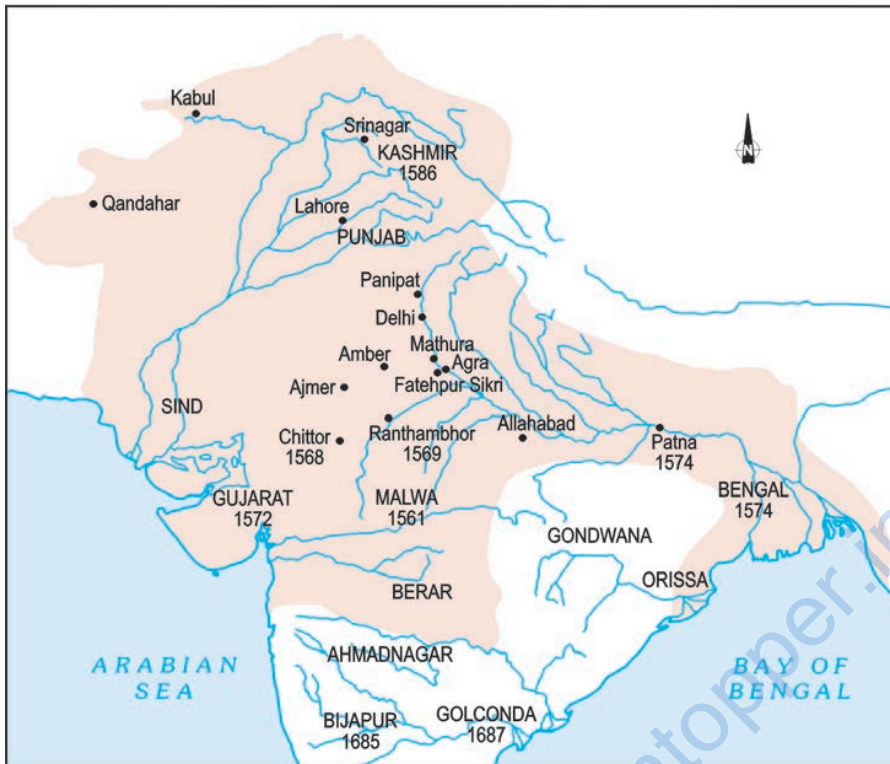 Kabul
Srinagar
KASHMIR
1586
N
Qandahar
Lahore
PUNJAB
Panipat
Delhi
Mathura
Amber
Agra
Fatehpur Sikri
Ajmer
SIND
Chittor
1568
Ranthambhor
1569
Allahabad
Patna
1574
GUJARAT
1572
MALWA
1561
BENGAL
1574
GONDWANA
ORISSA
BERAR
ARABIAN
SEA
AHMADNAGAR
BAY OF
BENGAL
BIJAPUR
1685
GOLCONDA
1687